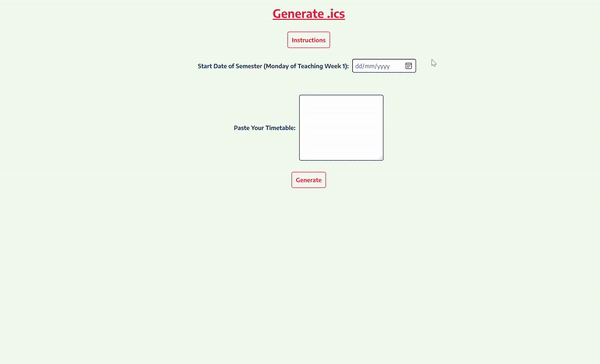 Generate .ics
Instructions
Start Date of Semester (Monday of Teaching Week 1): dd/mm/yyyy
Paste Your Timetable:
Generate